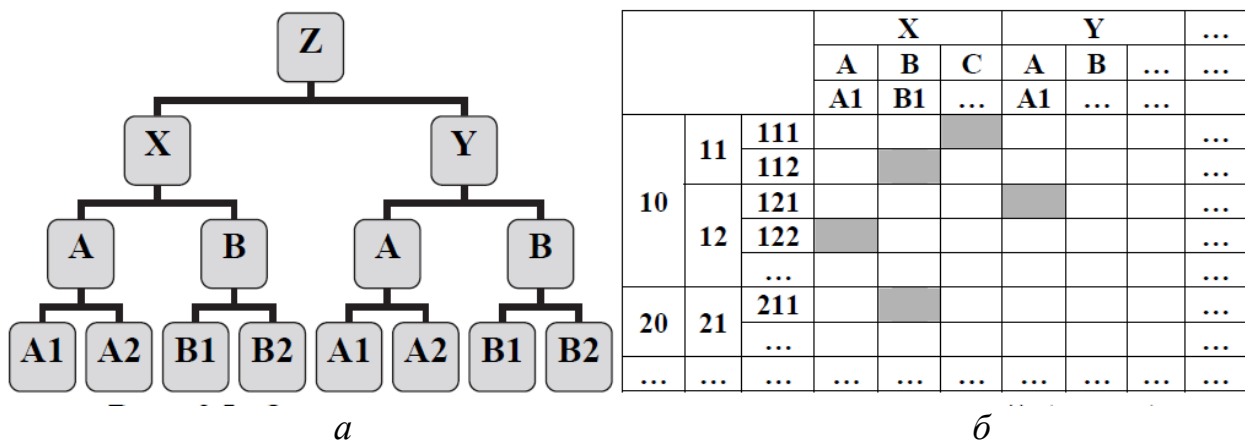 Z
X Y
A B A B
A1 A2 B1 B2 A1 A2 B1 B2
а
X Y ...
A B C A B ... ...
A1 B1 ... A1 ... ...
10 11 111 ...
112 ...
12 121 ...
122 ...
... ...
20 21 211 ...
... ...
... ... ... ... ... ... ... ... ...
б